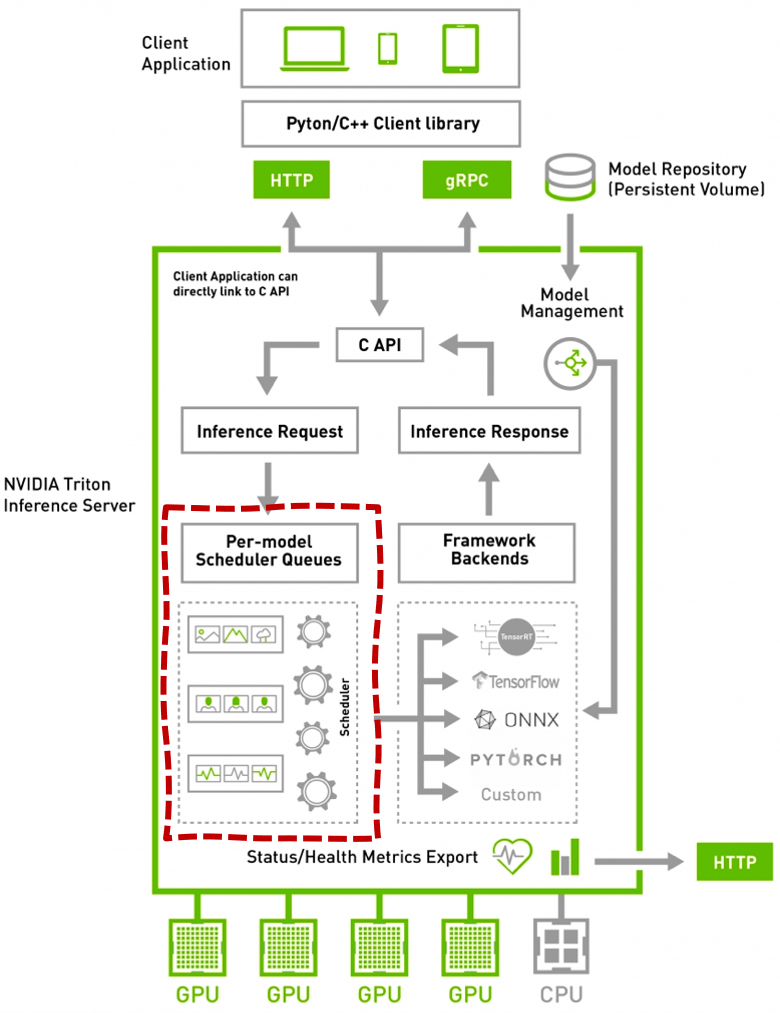 Client
Application
Pyton/C++ Client library
HTTP
gRPC
Model Repository
(Persistent Volume)
Client Application can
directly link to C API
Model
Management
C API
Inference Request
Inference Response
NVIDIA Triton
Inference Server
Per-model
Scheduler Queues
Framework
Backends
Scheduler
TensorRT
TensorFlow
ONNX
PYTORCH
Custom
Status/Health Metrics Export
HTTP
GPU
GPU
GPU
GPU
CPU